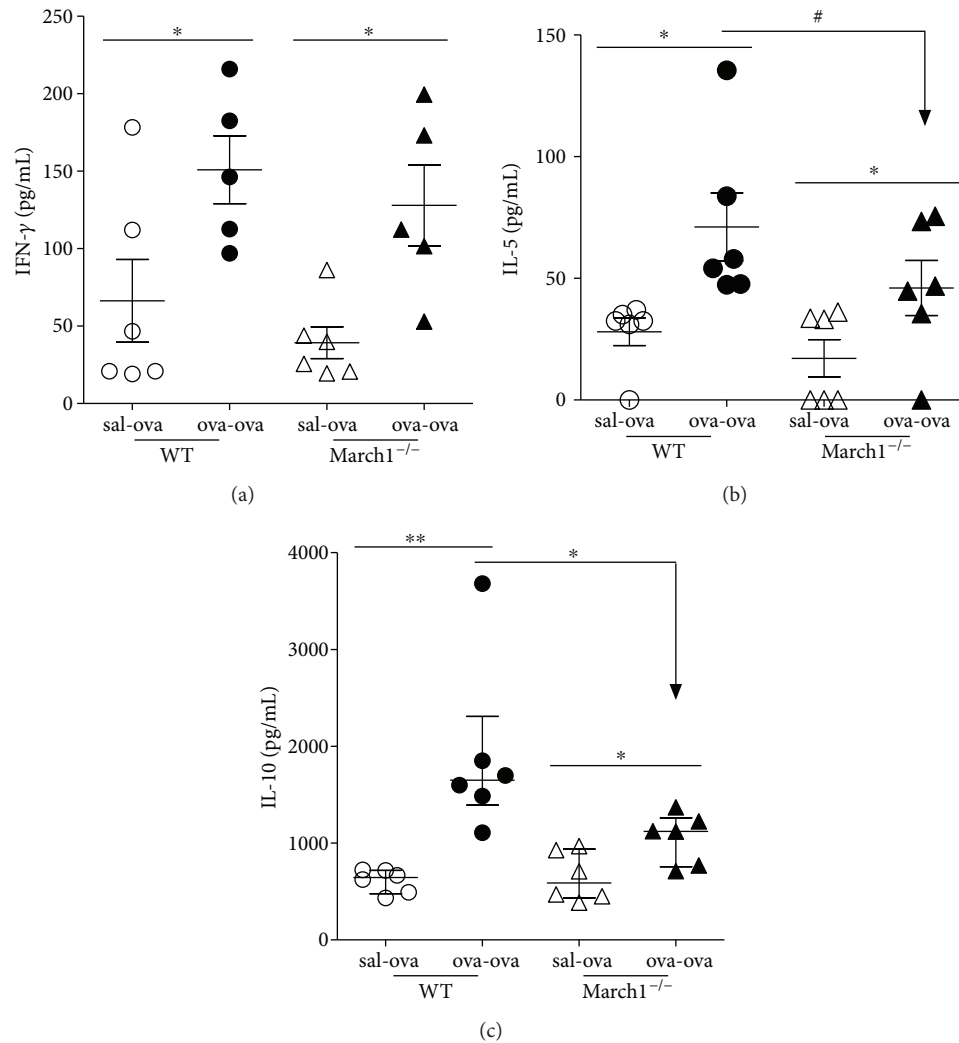 250
200
150
100
50
0
IFN-γ (pg/mL)
*
*
sal-ova ova-ova sal-ova ova-ova
WT March1−/−
(a)
150
100
50
0
IL-5 (pg/mL)
*
#
*
sal-ova ova-ova sal-ova ova-ova
WT March1−/−
(b)
4000
3000
2000
1000
0
IL-10 (pg/mL)
**
*
*
sal-ova ova-ova sal-ova ova-ova
WT March1−/−
(c)